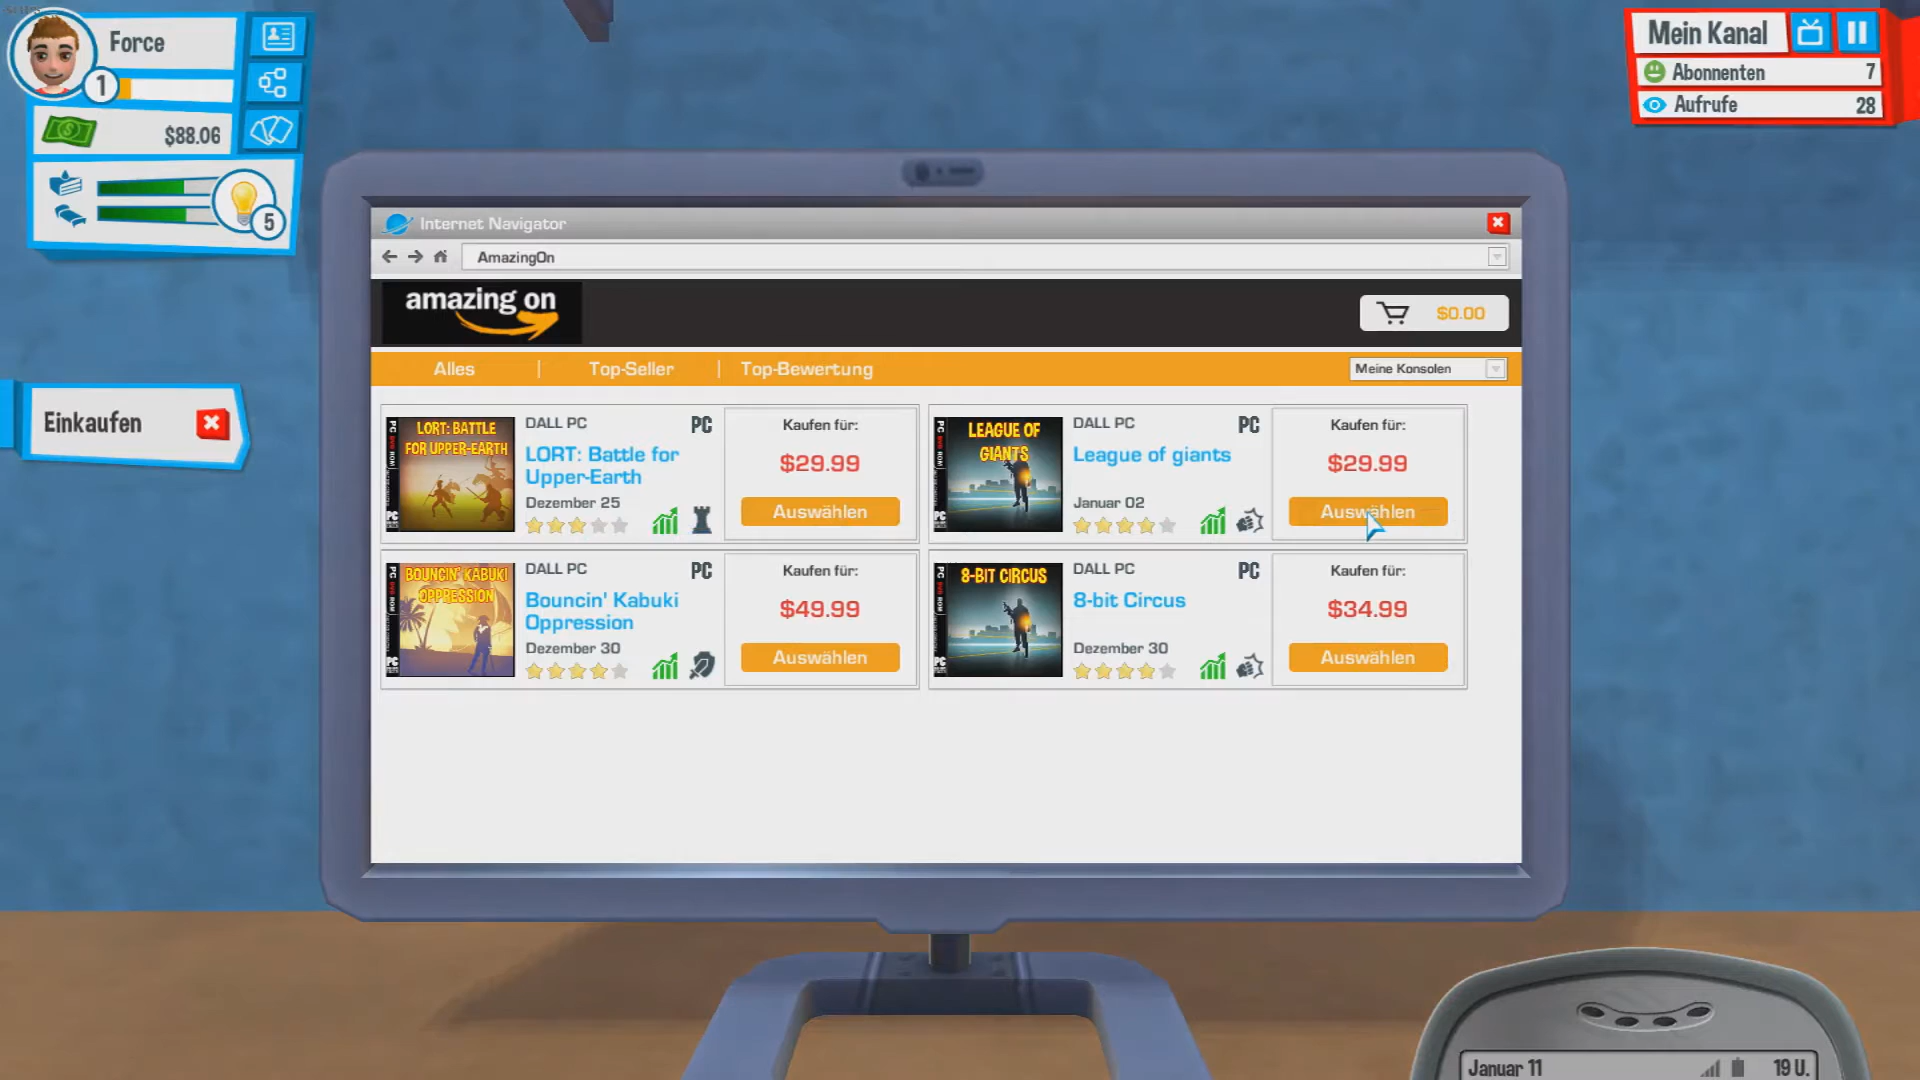 Force
1
$88.06
5
Mein Kanal
Abonnenten 7
Aufrufe 28
Einkaufen
Internet Navigator
AmazingOn
amazing on
$0.00
Alles | Top-Seller | Top-Bewertung
Meine Konsolen
LORT: BATTLE
FOR UPPER-EARTH
DALL PC
PC
LORT: Battle for
Upper-Earth
Dezember 25
Kaufen für:
$29.99
Auswählen
LEAGUE OF
GIANTS
DALL PC
PC
League of giants
Januar 02
Kaufen für:
$29.99
Auswählen
BOUNCIN' KABUKI
OPPRESSION
DALL PC
PC
Bouncin' Kabuki
Oppression
Dezember 30
Kaufen für:
$49.99
Auswählen
8-BIT CIRCUS
DALL PC
PC
8-bit Circus
Dezember 30
Kaufen für:
$34.99
Auswählen
Januar 11
19 U.